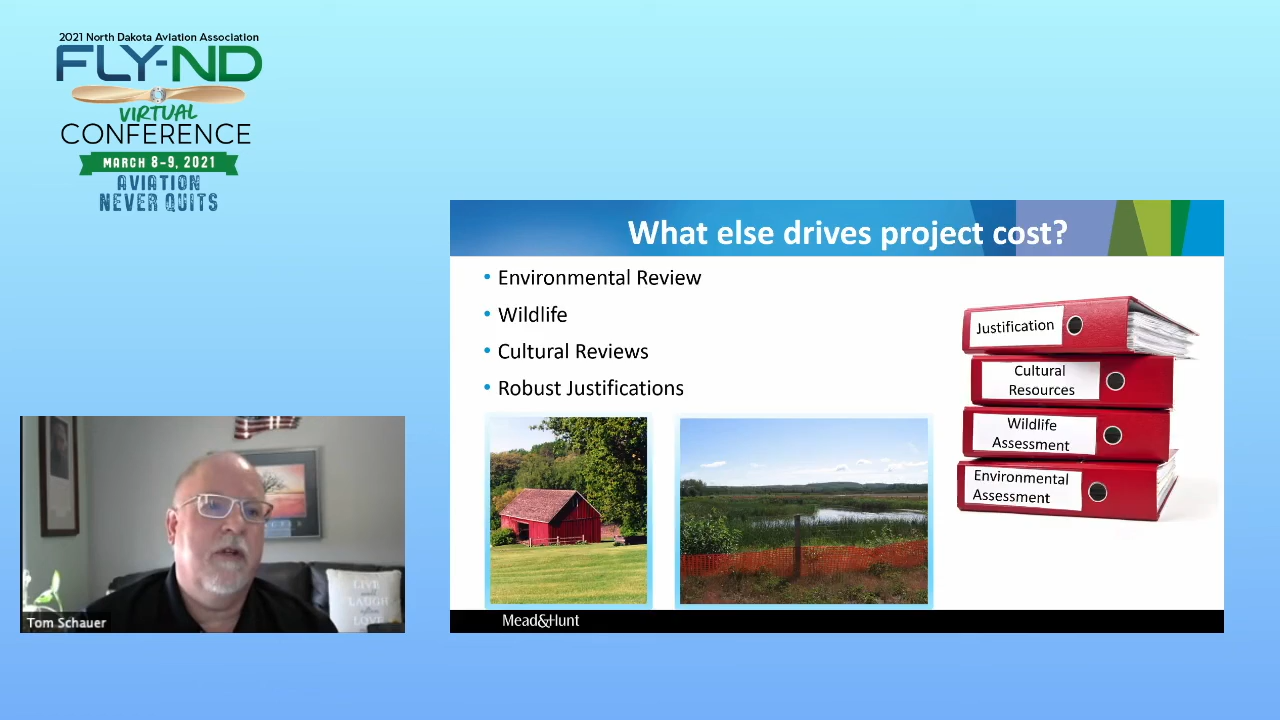 2021 North Dakota Aviation Association
FLY-ND
VIRTUAL
CONFERENCE
MARCH 8-9, 2021
AVIATION
NEVER QUITS
What else drives project cost?
• Environmental Review
• Wildlife
• Cultural Reviews
• Robust Justifications
Justification
Cultural
Resources
Wildlife
Assessment
Environmental
Assessment
LIVE
LAUGH
LOVE
Tom Schauer
Mead&Hunt